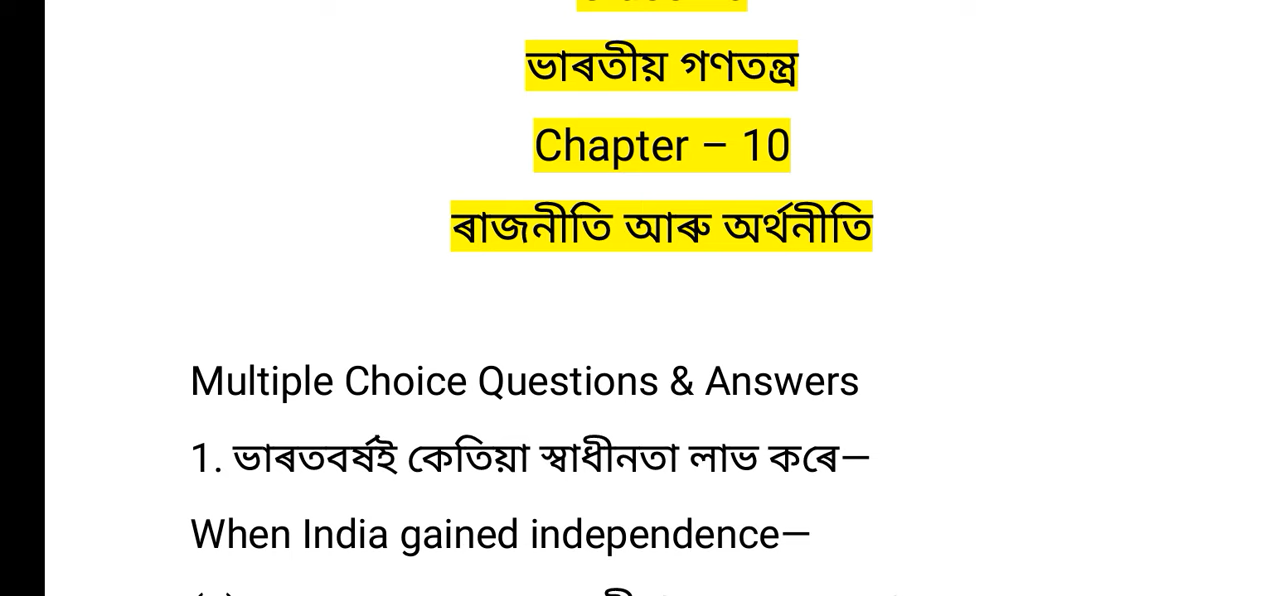 ভাৰতীয় গণতন্ত্ৰ
Chapter – 10
ৰাজনীতি আৰু অৰ্থনীতি
Multiple Choice Questions & Answers
1. ভাৰতবৰ্ষই কেতিয়া স্বাধীনতা লাভ কৰে—
When India gained independence—